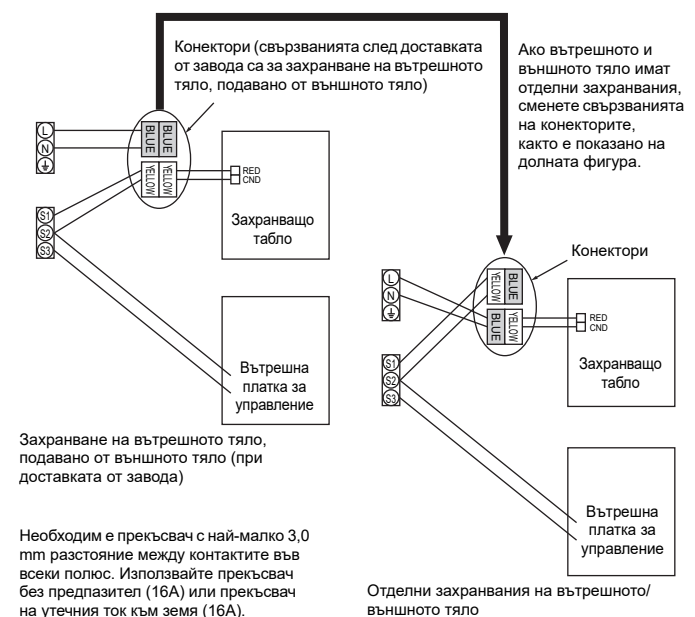 Конектори (свързванията след доставката
от завода са за захранване на вътрешното
тяло, подавано от външното тяло)
Ако вътрешното и
външното тяло имат
отделни захранвания,
сменете свързванията
на конекторите,
както е показано на
долната фигура.
L
N
BLUE
BLUE
YELLOW
YELLOW
RED
CND
S1
S2
S3
Захранващо
табло
Вътрешна
платка за
управление
Захранване на вътрешното тяло,
подавано от външното тяло (при
доставката от завода)
Необходим е прекъсвач с най-малко 3,0
mm разстояние между контактите във
всеки полюс. Използвайте прекъсвач
без предпазител (16A) или прекъсвач
на утечния ток към земя (16A).
Конектори
L
N
YELLOW
BLUE
BLUE
YELLOW
RED
CND
S1
S2
S3
Захранващо
табло
Вътрешна
платка за
управление
Отделни захранвания на вътрешното/
външното тяло